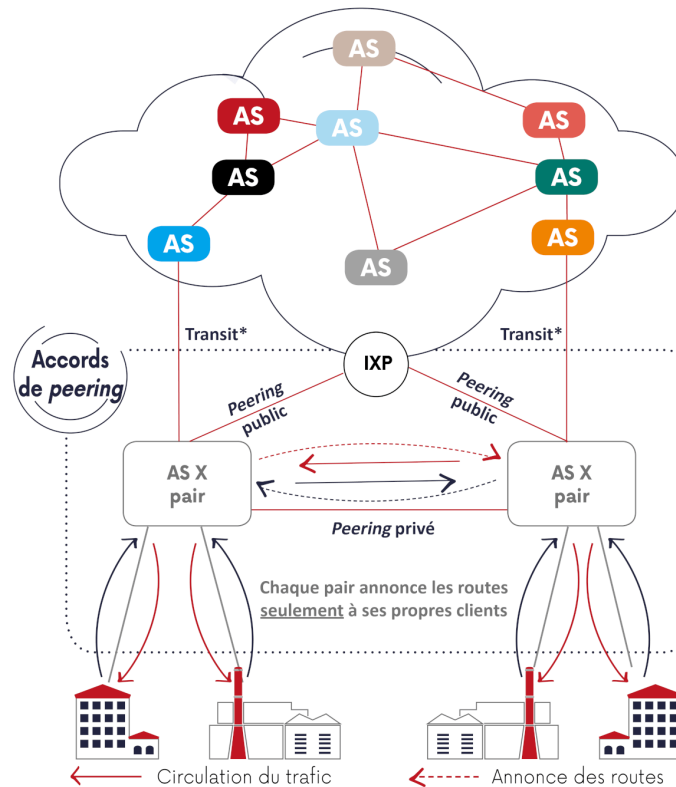 AS
AS
AS
AS
AS
AS
AS
AS
AS
Transit*
Transit*
Accords
de peering
IXP
Peering
public
Peering
public
AS X
pair
AS X
pair
Peering privé
Chaque pair annonce les routes
seulement à ses propres clients
Circulation du trafic
Annonce des routes